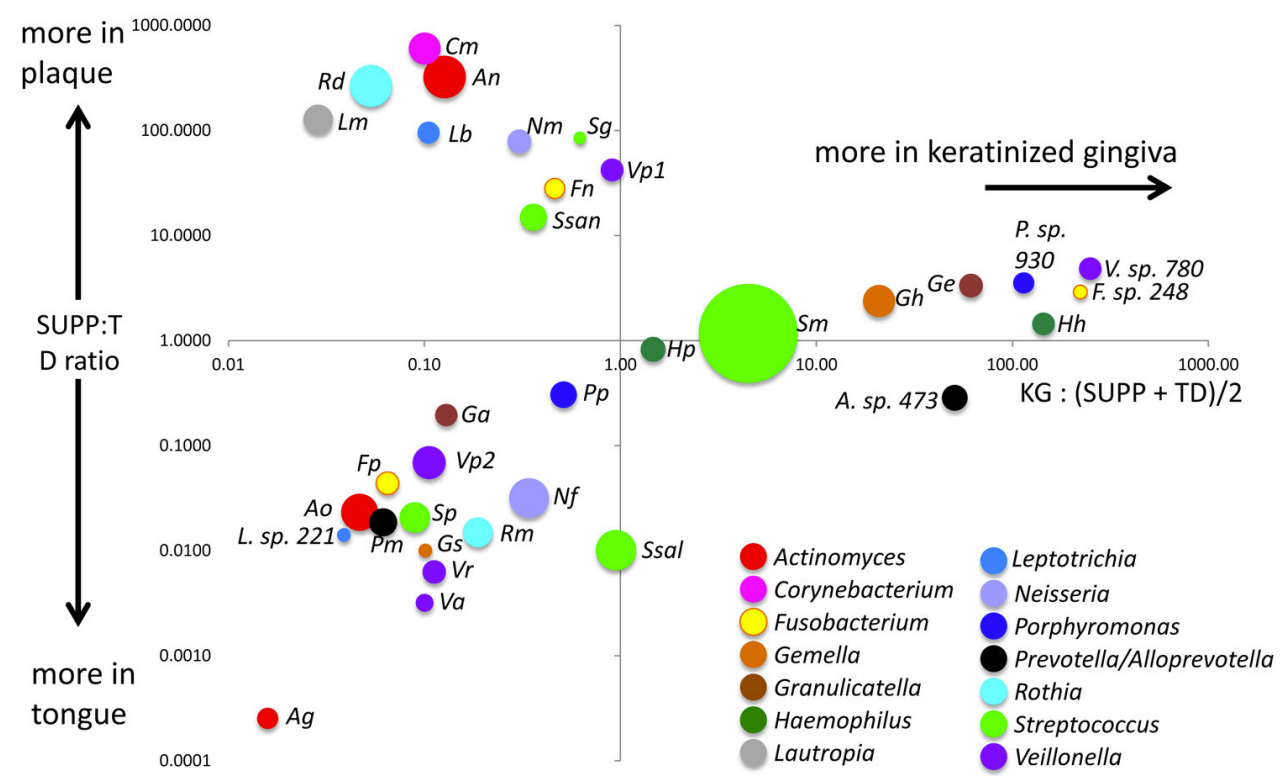 more in
plaque
SUPP:T
D ratio
more in
tongue
1000.0000
100.0000
10.0000
1.0000
0.1000
0.0100
0.0010
0.0001
0.01
0.10
1.00
10.00
100.00
1000.00
KG : (SUPP + TD)/2
more in keratinized gingiva
Cm
An
Rd
Lm
Lb
Nm
Sg
Vp1
Fn
Ssan
P. sp.
930
V. sp. 780
F. sp. 248
Ge
Gh
Hh
Sm
Hp
A. sp. 473
Pp
Ga
Vp2
Fp
Nf
Ao
Sp
L. sp. 221
Pm
Rm
Gs
Ssal
Vr
Va
Ag
Actinomyces
Corynebacterium
Fusobacterium
Gemella
Granulicatella
Haemophilus
Lautropia
Leptotrichia
Neisseria
Porphyromonas
Prevotella/Alloprevotella
Rothia
Streptococcus
Veillonella